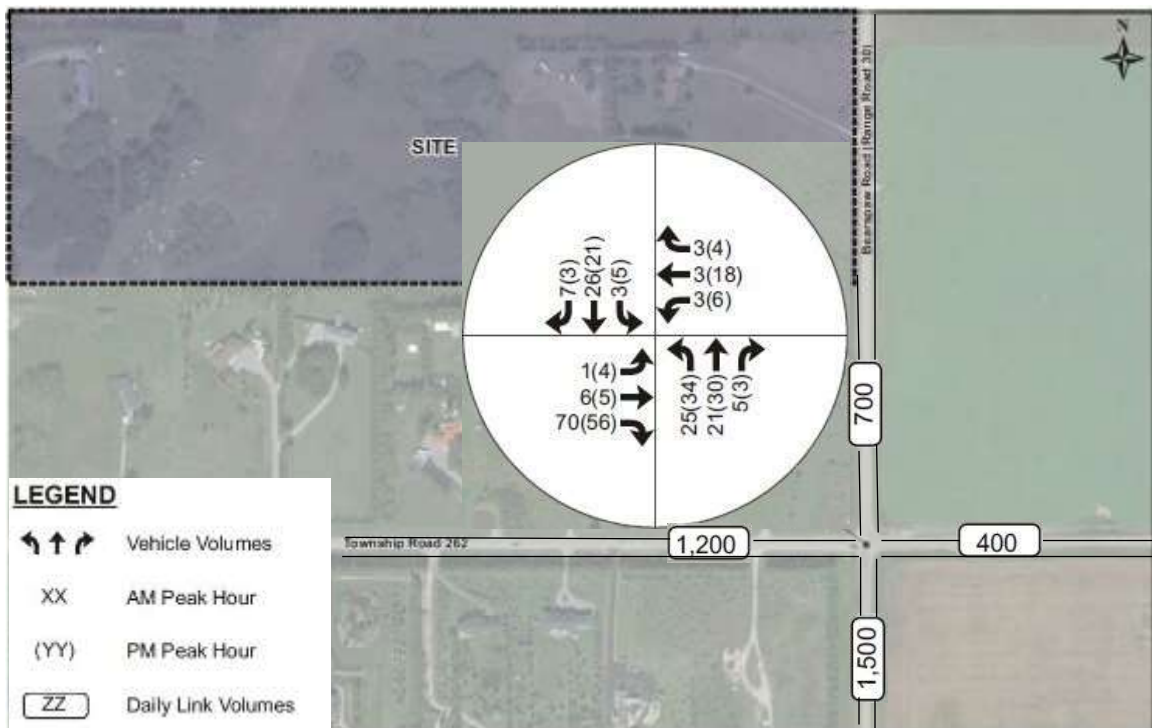 N
Bearspaw Road (Range Road 30)
SITE
3(4)
3(18)
3(6)
7(3)
26(21)
3(5)
1(4)
6(5)
70(56)
25(34)
21(30)
5(3)
700
LEGEND
Vehicle Volumes
XX AM Peak Hour
(YY) PM Peak Hour
ZZ Daily Link Volumes
Township Road 262
1,200
400
1,500